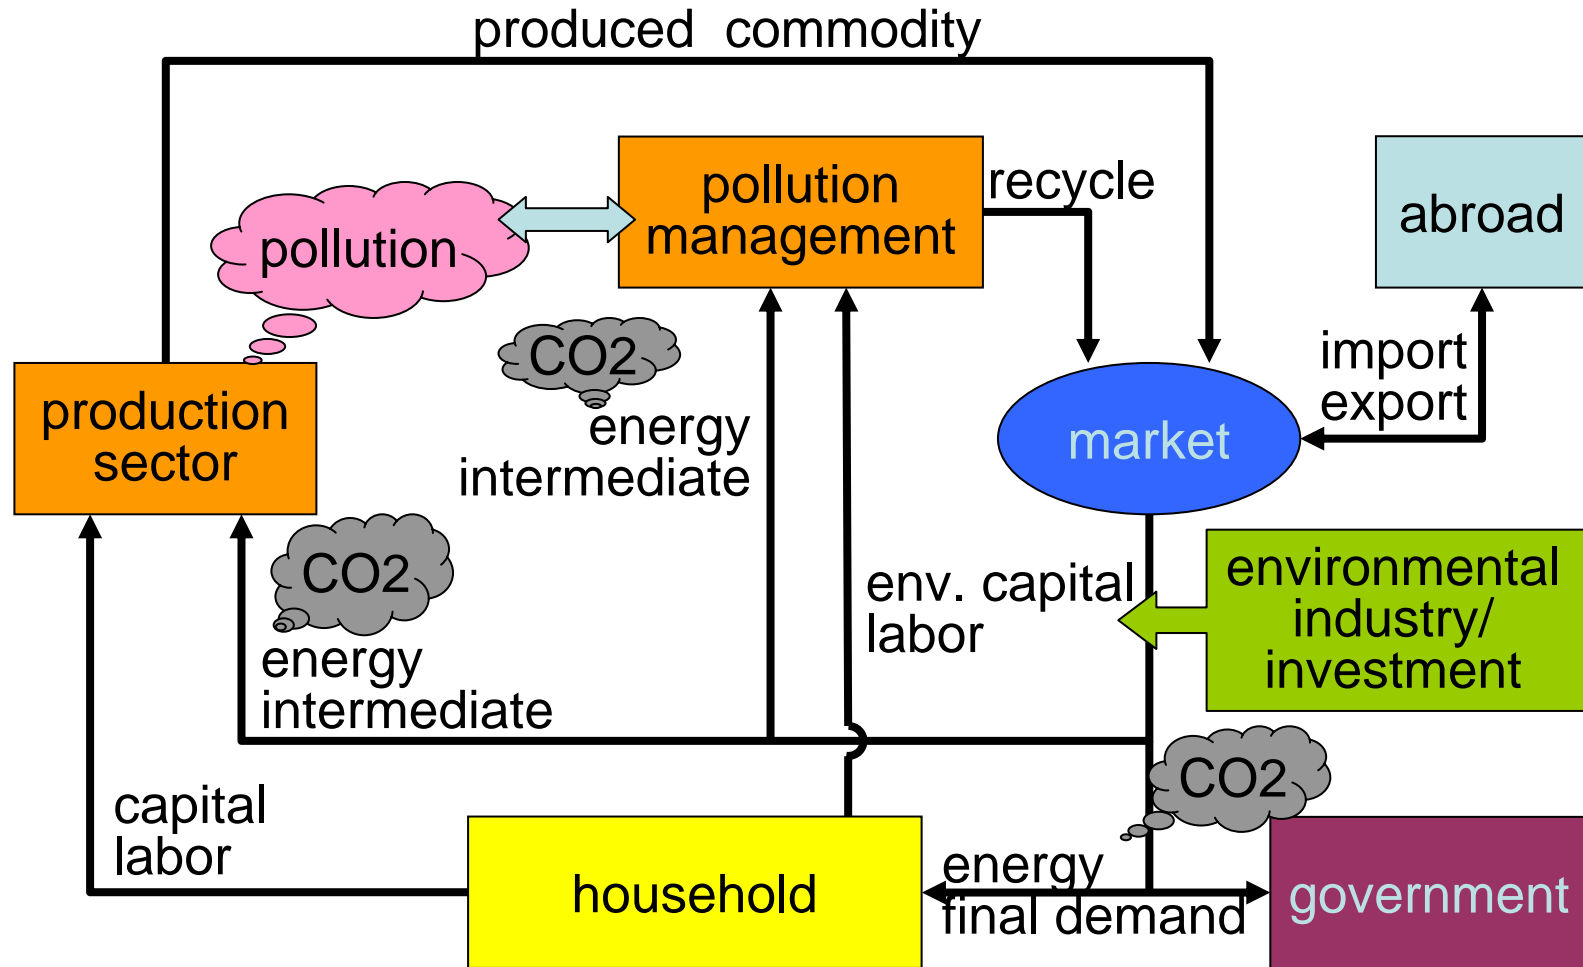 produced commodity
pollution
management
recycle
abroad
pollution
CO2
import
export
production
sector
energy
intermediate
market
CO2
env. capital
labor
environmental
industry/
investment
energy
intermediate
CO2
capital
labor
household
energy
final demand
government